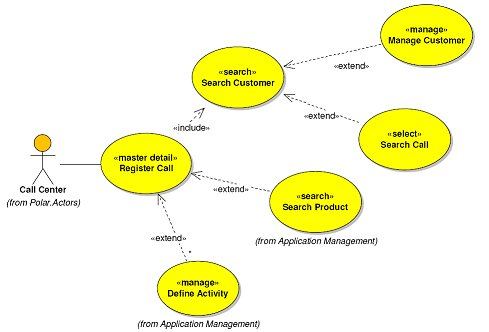 «manage»
Manage Customer
«extend»
«search»
Search Customer
«extend»
«include»
«select»
Search Call
«master detail»
Register Call
Call Center
(from Polar.Actors)
«extend»
«search»
Search Product
(from Application Management)
«extend»
*
«manage»
Define Activity
(from Application Management)